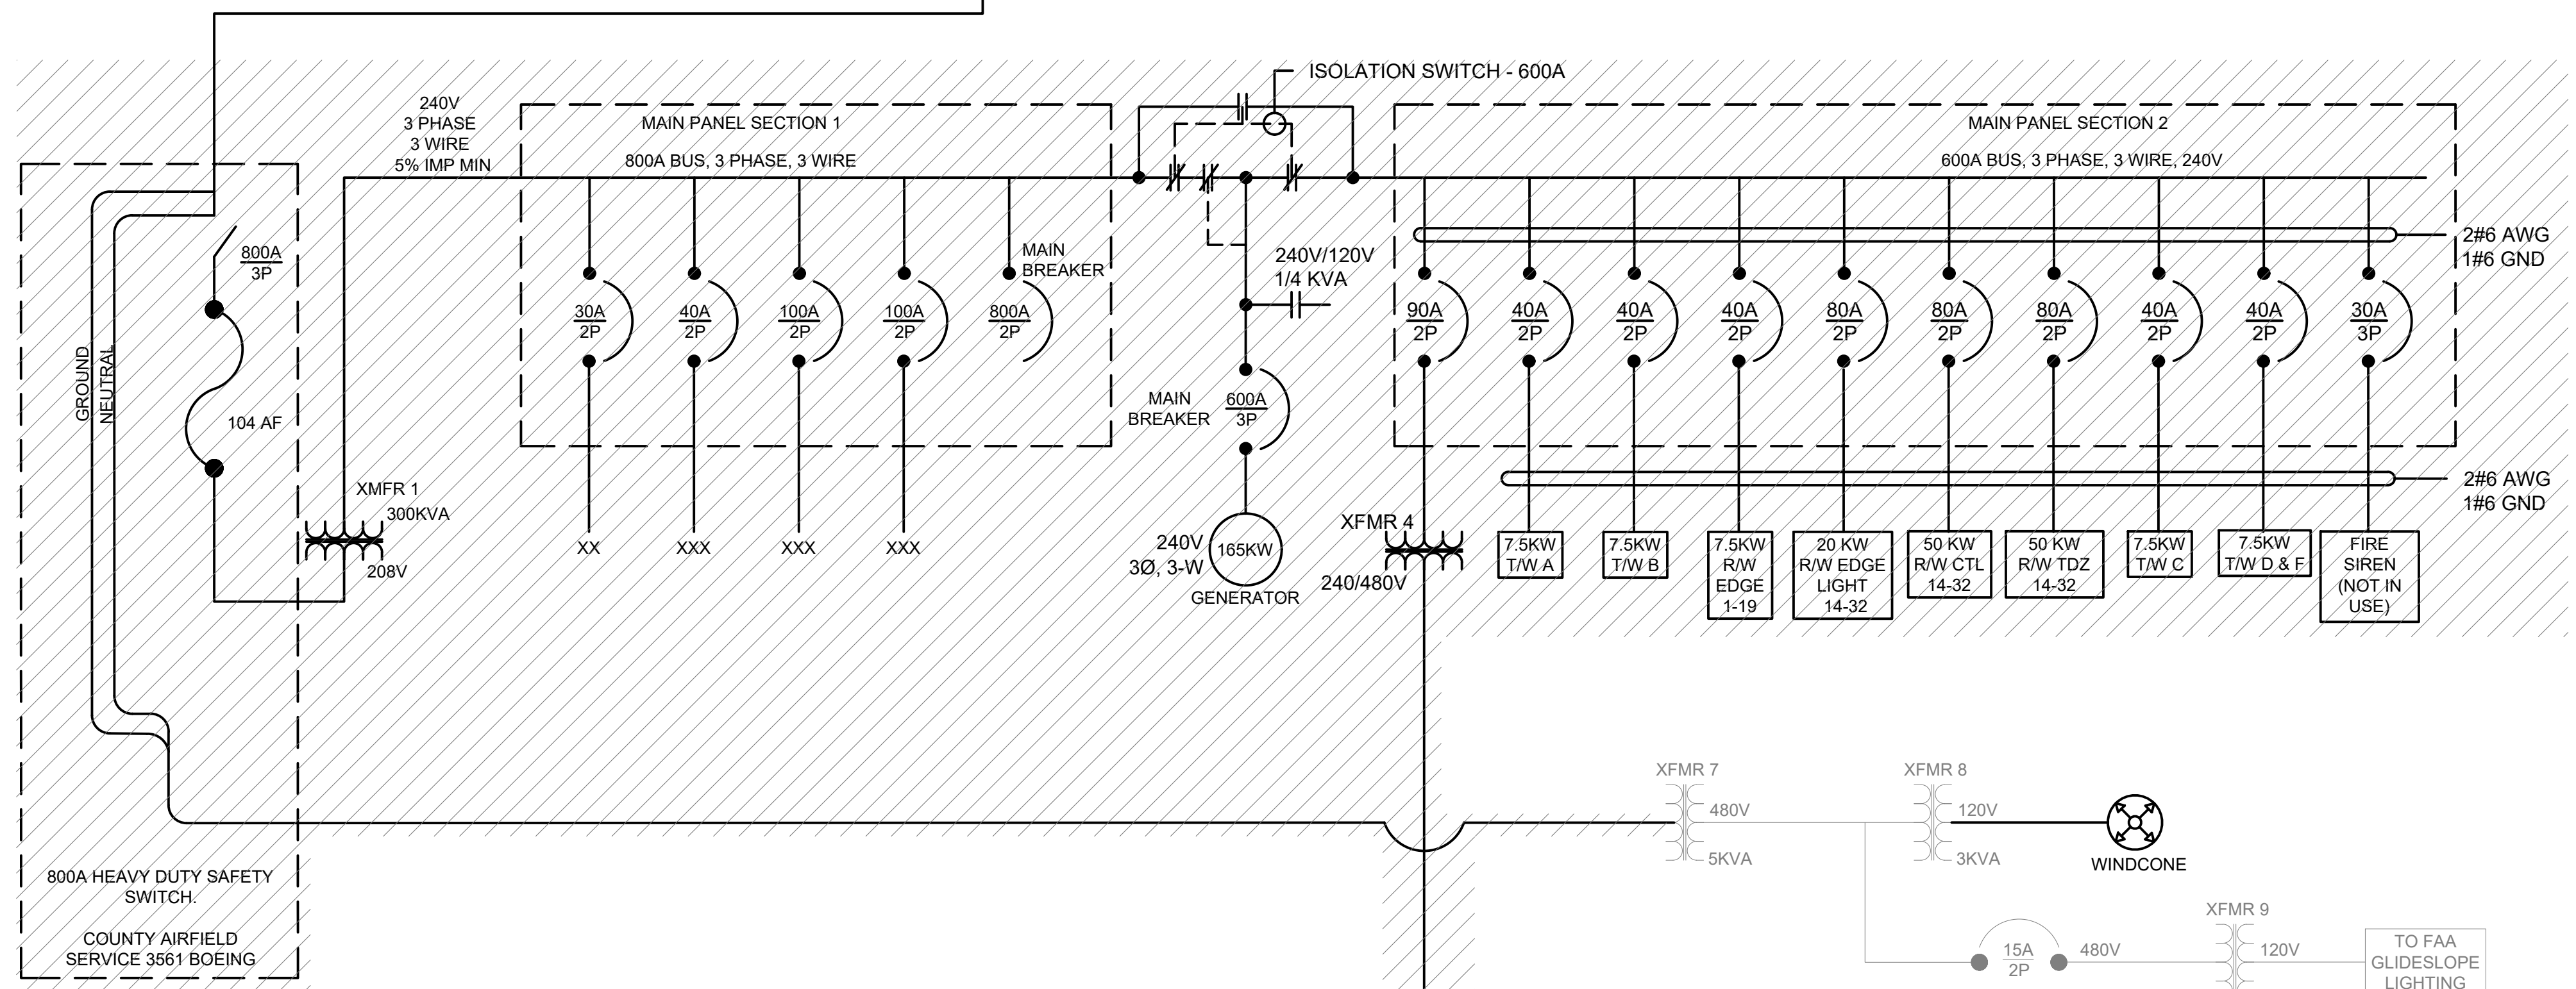 ISOLATION SWITCH - 600A
240V
3 PHASE
3 WIRE
5% IMP MIN
MAIN PANEL SECTION 1
800A BUS, 3 PHASE, 3 WIRE
MAIN PANEL SECTION 2
600A BUS, 3 PHASE, 3 WIRE, 240V
2#6 AWG
1#6 GND
800A
3P
GROUND
NEUTRAL
104 AF
MAIN
BREAKER
30A
2P
40A
2P
100A
2P
100A
2P
800A
2P
240V/120V
1/4 KVA
90A
2P
40A
2P
40A
2P
40A
2P
80A
2P
80A
2P
80A
2P
40A
2P
40A
2P
30A
3P
MAIN
BREAKER
600A
3P
2#6 AWG
1#6 GND
XMFR 1
300KVA
208V
XX
XXX
XXX
XXX
240V
3Ø, 3-W
165KW
GENERATOR
XFMR 4
240/480V
7.5KW
T/W A
7.5KW
T/W B
7.5KW
R/W
EDGE
1-19
20 KW
R/W EDGE
LIGHT
14-32
50 KW
R/W CTL
14-32
50 KW
R/W TDZ
14-32
7.5KW
T/W C
7.5KW
T/W D & F
FIRE
SIREN
(NOT IN
USE)
XFMR 7
480V
5KVA
XFMR 8
120V
3KVA
WINDCONE
800A HEAVY DUTY SAFETY
SWITCH.
COUNTY AIRFIELD
SERVICE 3561 BOEING
15A
2P
480V
XFMR 9
120V
TO FAA
GLIDESLOPE
LIGHTING